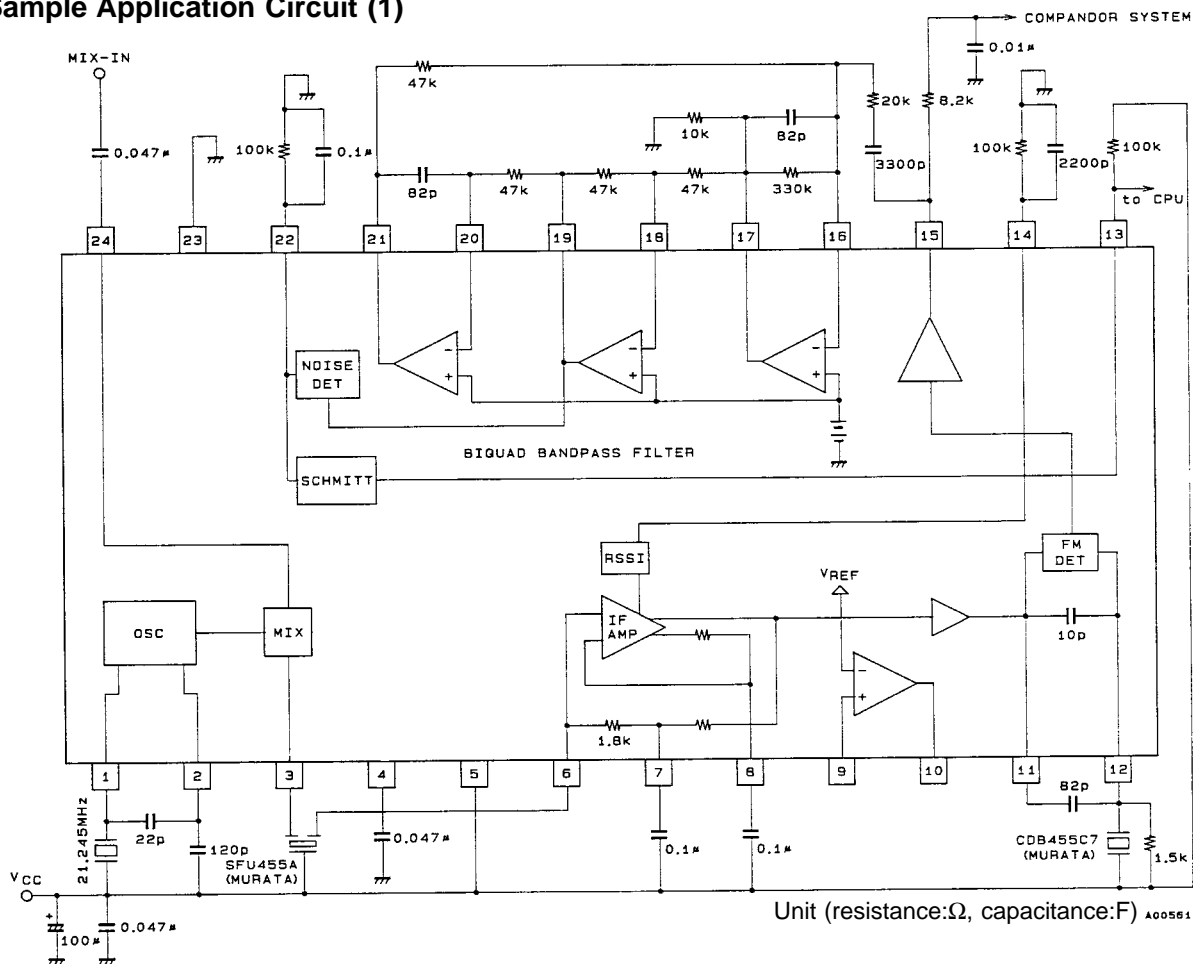 Sample Application Circuit (1)
COMPANDOR SYSTEM
MIX-IN
0.01μ
47k
20k
8.2k
10k
82p
0.047μ
100k
0.1μ
3300p
100k
2200p
100k
82p
47k
47k
47k
330k
to CPU
24
23
22
21
20
19
18
17
16
15
14
13
NOISE
DET
-
+
-
+
-
+
BIQUAD BANDPASS FILTER
SCHMITT
RSSI
FM
DET
VREF
OSC
MIX
IF
AMP
10p
-
+
1.8k
1
2
3
4
5
6
7
8
9
10
11
12
21.245MHz
22p
120p
SFU455A
(MURATA)
0.047μ
0.1μ
0.1μ
82p
CDB455C7
(MURATA)
1.5k
VCC
+
100μ
0.047μ
Unit (resistance:Ω, capacitance:F)
A00561